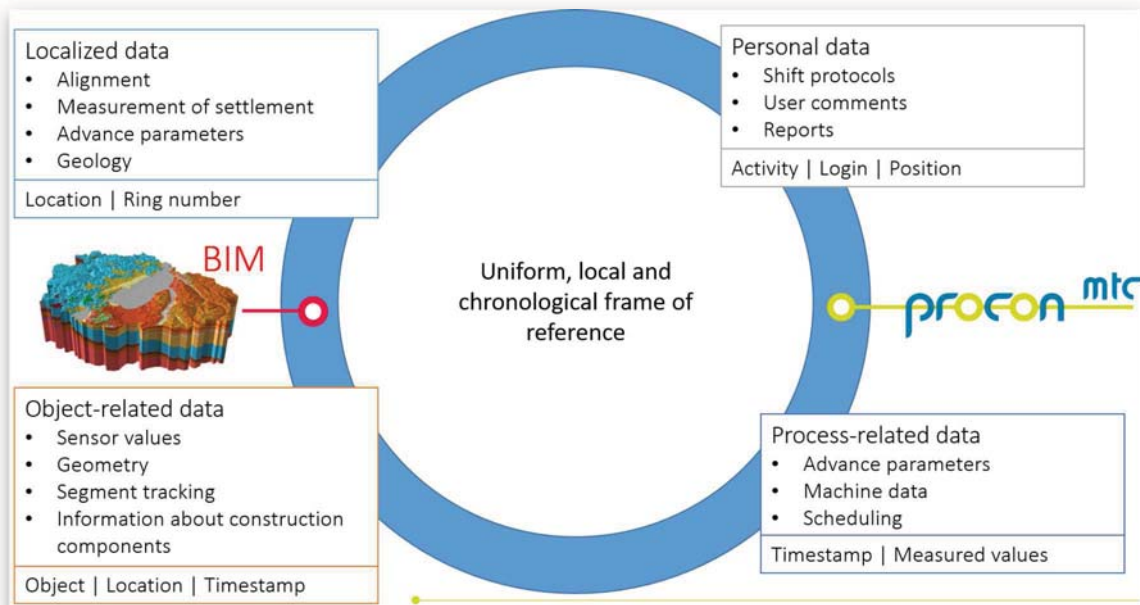 Localized data
• Alignment
• Measurement of settlement
• Advance parameters
• Geology
Location | Ring number
BIM
Object-related data
• Sensor values
• Geometry
• Segment tracking
• Information about construction
components
Object | Location | Timestamp
Uniform, local and
chronological frame of
reference
Personal data
• Shift protocols
• User comments
• Reports
Activity | Login | Position
procon mtc
Process-related data
• Advance parameters
• Machine data
• Scheduling
Timestamp | Measured values